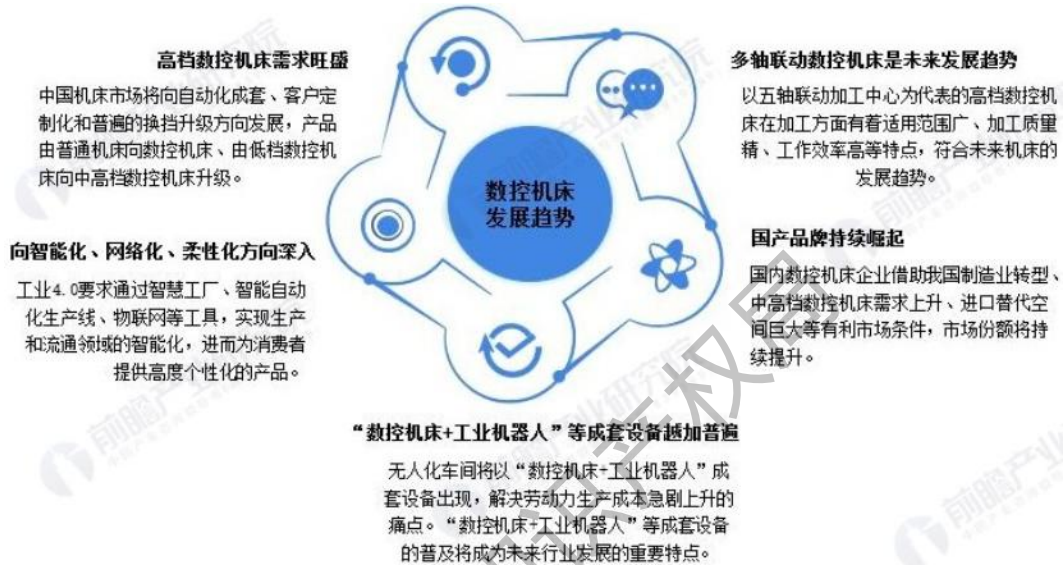 高档数控机床需求旺盛
中国机床市场将向自动化成套、客户定
制化和普遍的换挡升级方向发展，产品
由普通机床向数控机床、由低档数控机
床向中高档数控机床升级。
多轴联动数控机床是未来发展趋势
以五轴联动加工中心为代表的高档数控机
床在加工方面有着适用范围广、加工质量
精、工作效率高等特点，符合未来机床的
发展趋势。
数控机床
发展趋势
向智能化、网络化、柔性化方向深入
工业4.0要求通过智慧工厂、智能自动
化生产线、物联网等工具，实现生产
和流通领域的智能化，进而为消费者
提供高度个性化的产品。
国产品牌持续崛起
国内数控机床企业借助我国制造业转型、
中高档数控机床需求上升、进口替代空
间巨大等有利市场条件，市场份额将持
续提升。
“数控机床+工业机器人”等成套设备越加普遍
无人化车间将以“数控机床+工业机器人”成
套设备出现，解决劳动力生产成本急剧上升的
痛点。“数控机床+工业机器人”等成套设备
的普及将成为未来行业发展的重要特点。
前瞻产业研究院
识产权局